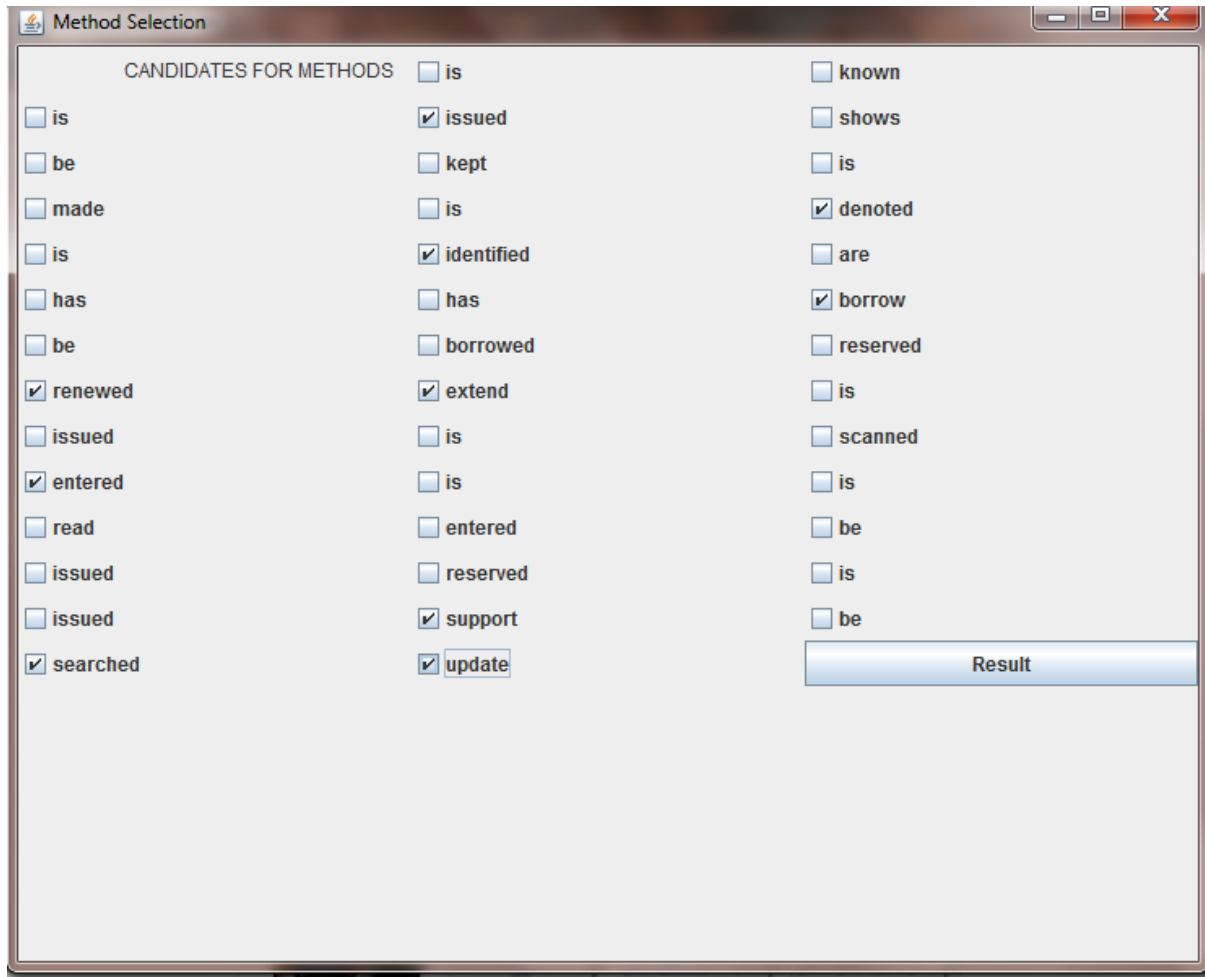 Method Selection
CANDIDATES FOR METHODS is known
is issued shows
be kept is
made is denoted
is identified are
has has borrow
be borrowed reserved
renewed extend is
issued is scanned
entered is is
read entered be
issued reserved is
issued support be
searched update Result